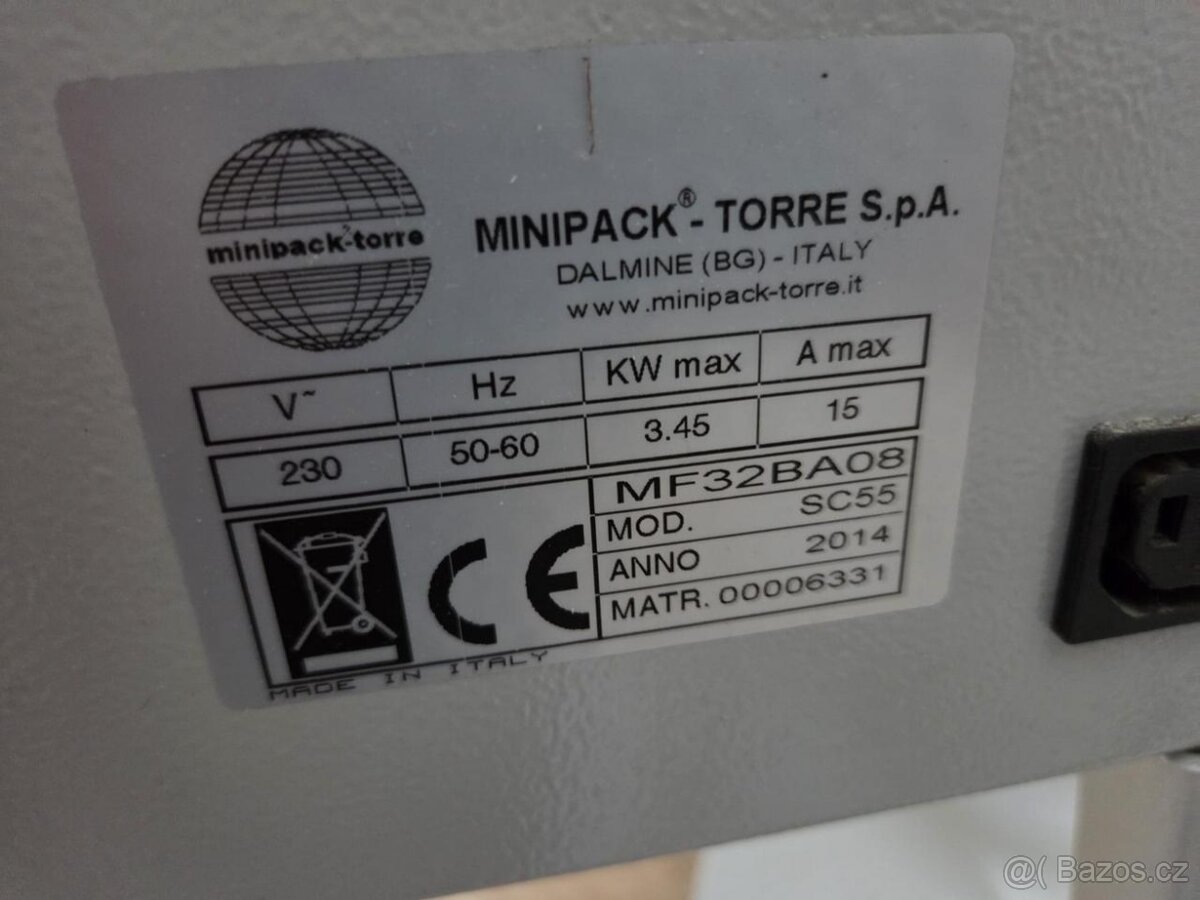 minipack²-torre
MINIPACK® - TORRE S.p.A.
DALMINE (BG) - ITALY
www.minipack-torre.it
V~ Hz KW max A max
230 50-60 3.45 15
MF32BA08
MOD. SC55
ANNO 2014
MATR. 00006331
CE
MADE IN ITALY
@( Bazos.cz